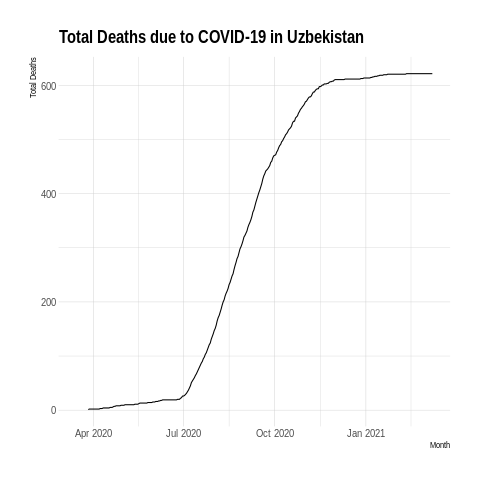 Total Deaths due to COVID-19 in Uzbekistan
Total Deaths
600
400
200
0
Apr 2020 Jul 2020 Oct 2020 Jan 2021
Month